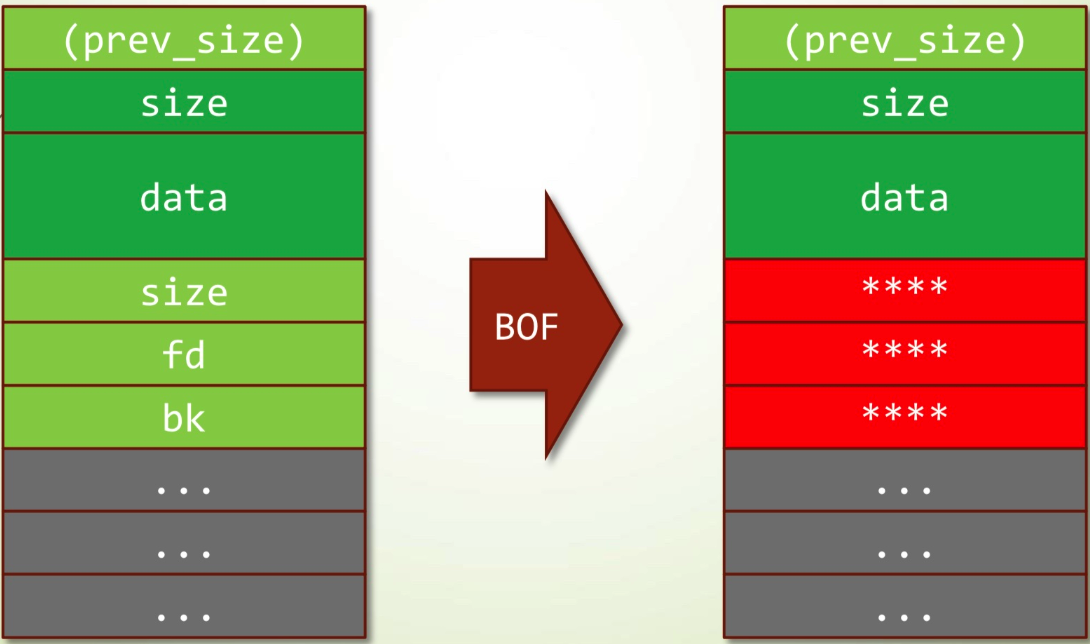 (prev_size)
size
data
size
fd
bk
...
...
...
BOF
(prev_size)
size
data
****
****
****
...
...
...